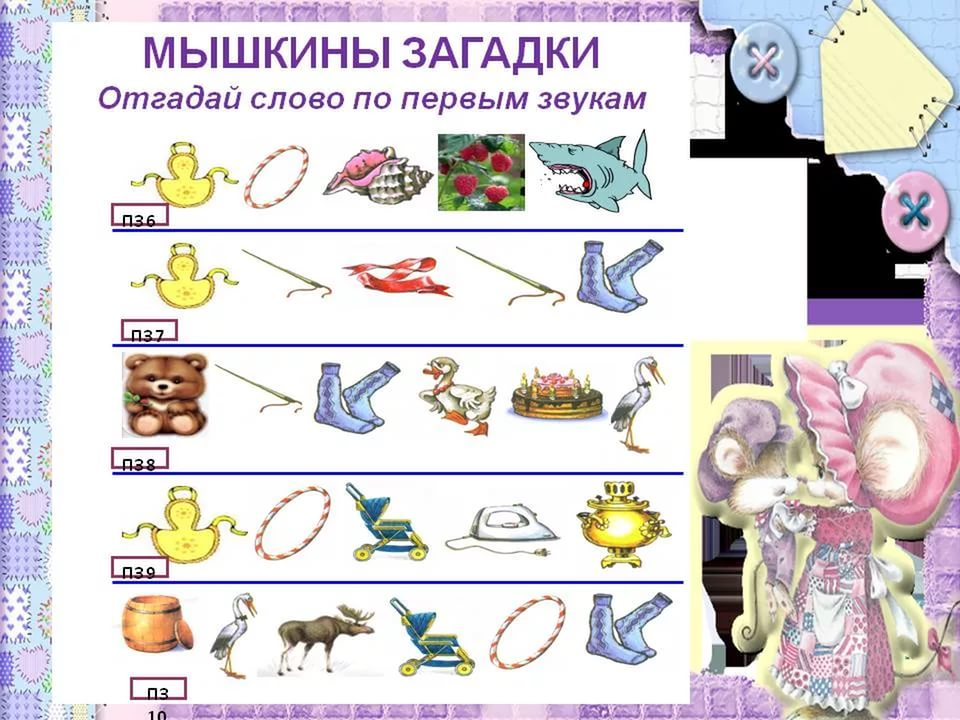 МЫШКИНЫ ЗАГАДКИ
Отгадай слово по первым звукам
ПЗ6
ПЗ7
ПЗ8
ПЗ9
ПЗ
10